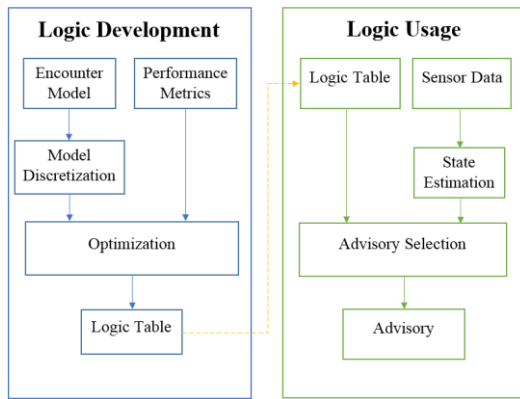 Logic Development
Encounter
Model
Performance
Metrics
Model
Discretization
Optimization
Logic Table
Logic Usage
Logic Table
Sensor Data
State
Estimation
Advisory Selection
Advisory